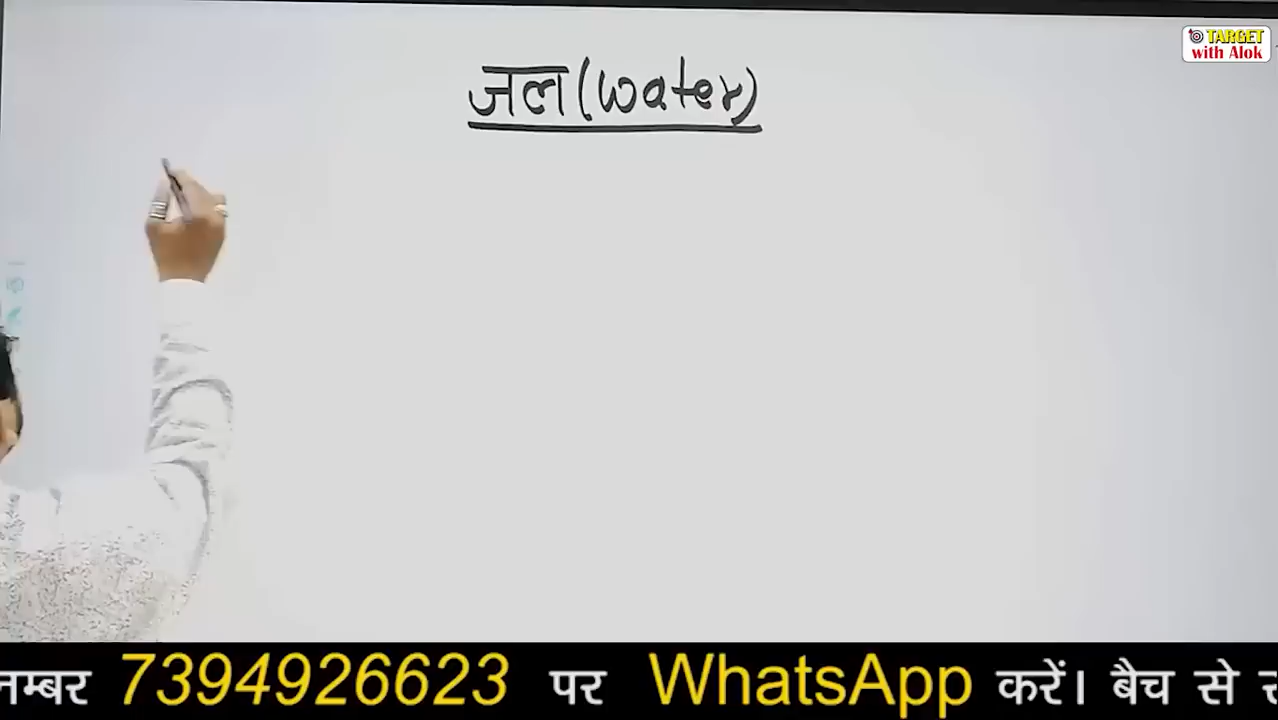 TARGET
with Alok
जल (water)
नम्बर 7394926623 पर WhatsApp करें। बैच से